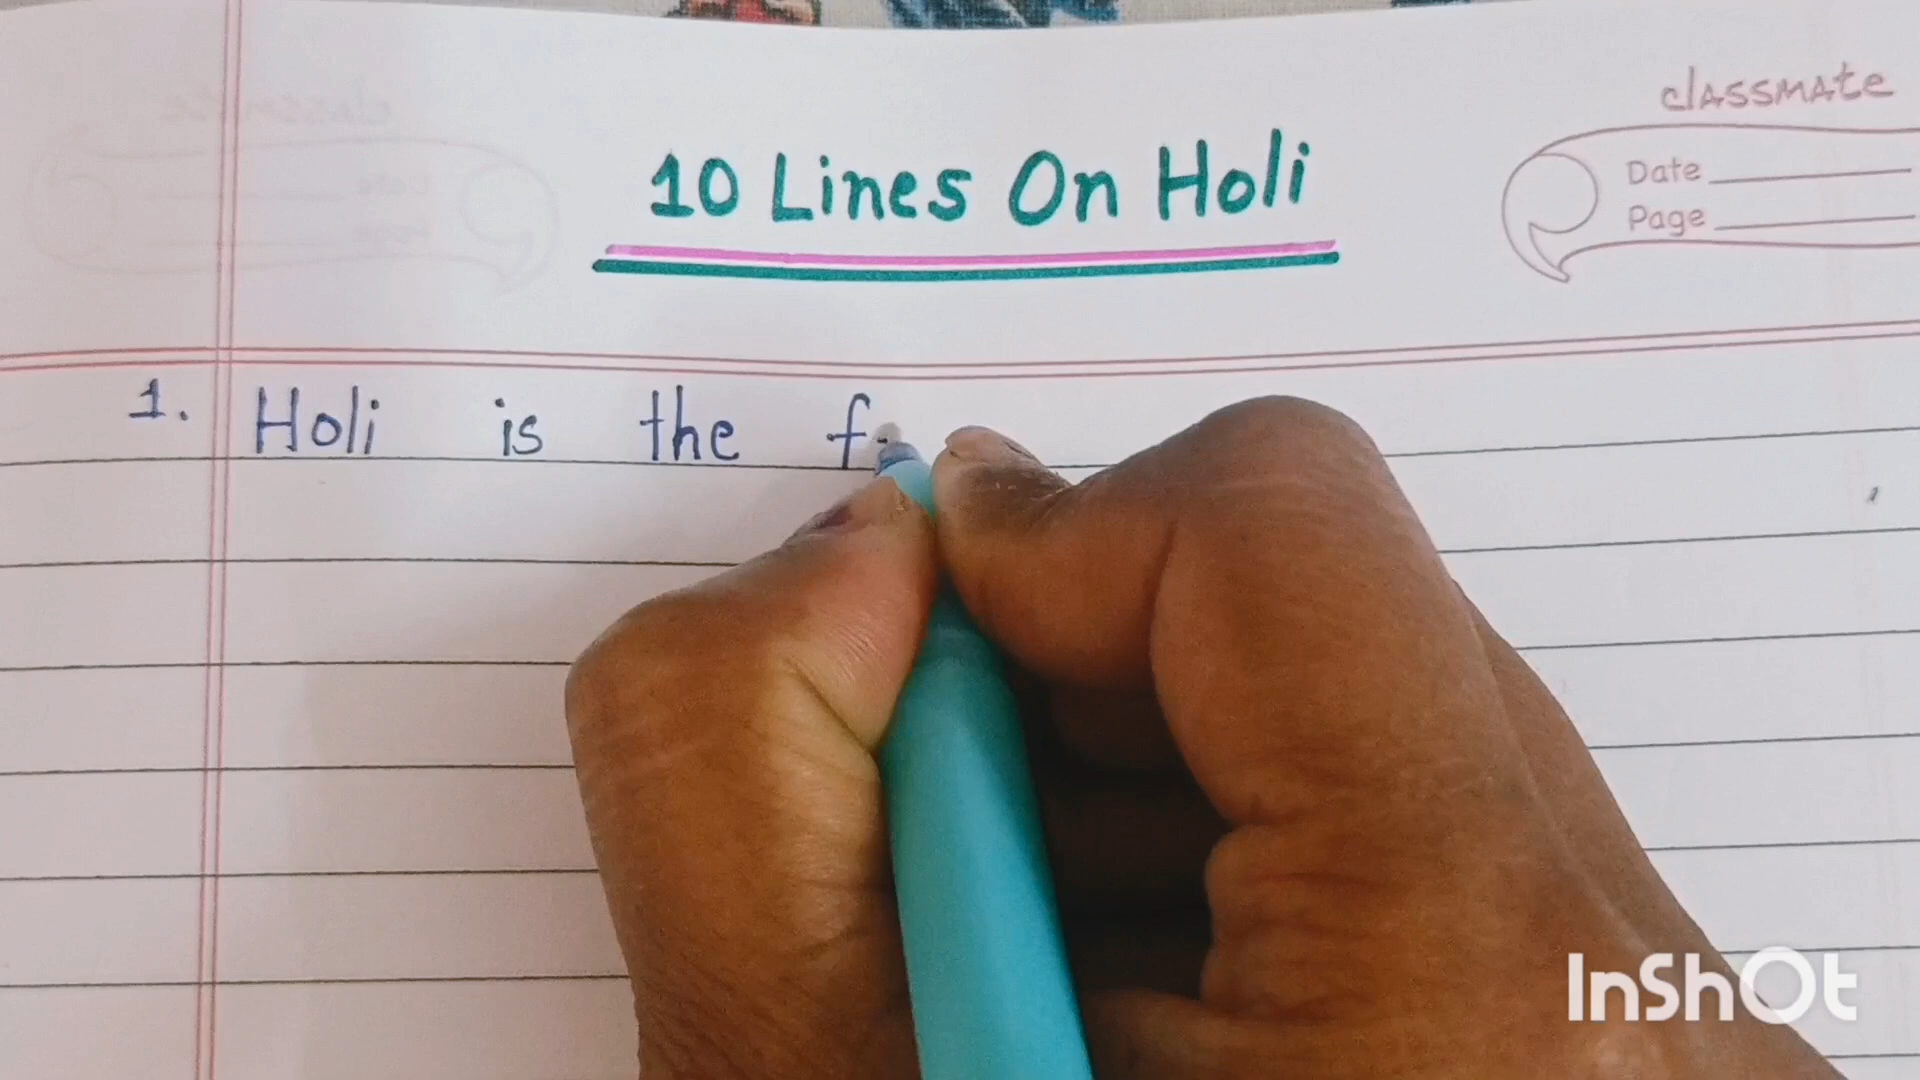 classmate
Date
Page
10 Lines On Holi
1. Holi is the f
InShOt